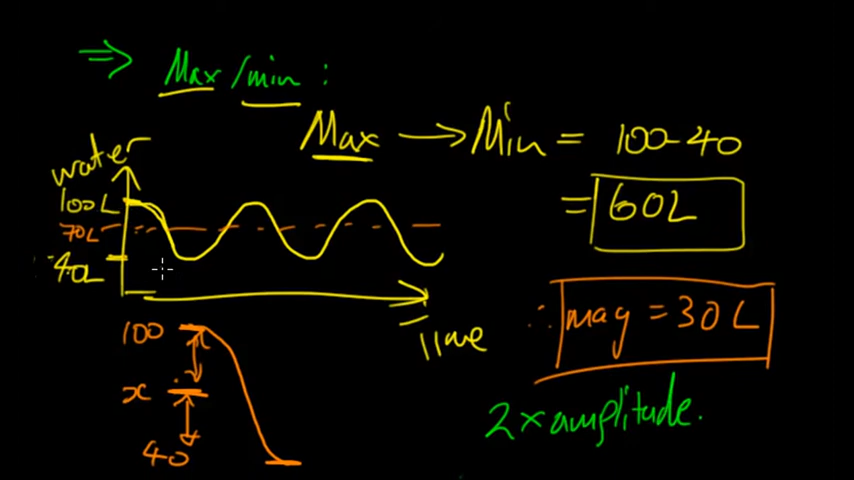 ⇒ Max/min :
Max → Min = 100-40
= 60L
water
100L
70L
40L
time
∴ mag = 30L
100
x
40
2 x amplitude.